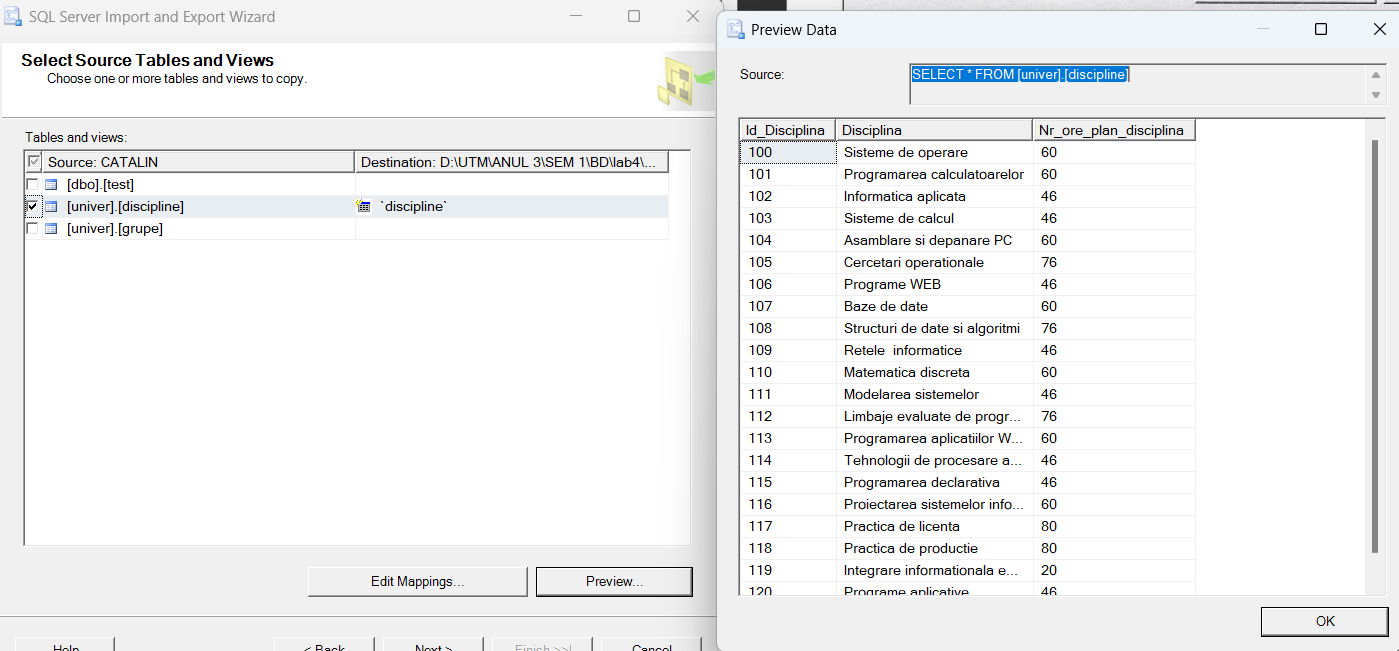 SQL Server Import and Export Wizard
Select Source Tables and Views
Choose one or more tables and views to copy.
Tables and views:
Source: CATALIN Destination: D:\UTM\ANUL 3\SEM 1\BD\lab4\...
[dbo].[test]
[univer].[discipline] `discipline`
[univer].[grupe]
Edit Mappings... Preview...
Help < Back Next > Finish >>| Cancel
Preview Data
Source: SELECT * FROM [univer].[discipline]
Id_Disciplina Disciplina Nr_ore_plan_disciplina
100 Sisteme de operare 60
101 Programarea calculatoarelor 60
102 Informatica aplicata 46
103 Sisteme de calcul 46
104 Asamblare si depanare PC 60
105 Cercetari operationale 76
106 Programe WEB 46
107 Baze de date 60
108 Structuri de date si algoritmi 76
109 Retele  informatice 46
110 Matematica discreta 60
111 Modelarea sistemelor 46
112 Limbaje evaluate de progr... 76
113 Programarea aplicatiilor W... 60
114 Tehnologii de procesare a... 46
115 Programarea declarativa 46
116 Proiectarea sistemelor info... 60
117 Practica de licenta 80
118 Practica de productie 80
119 Integrare informationala e... 20
120 Programe aplicative 46
OK